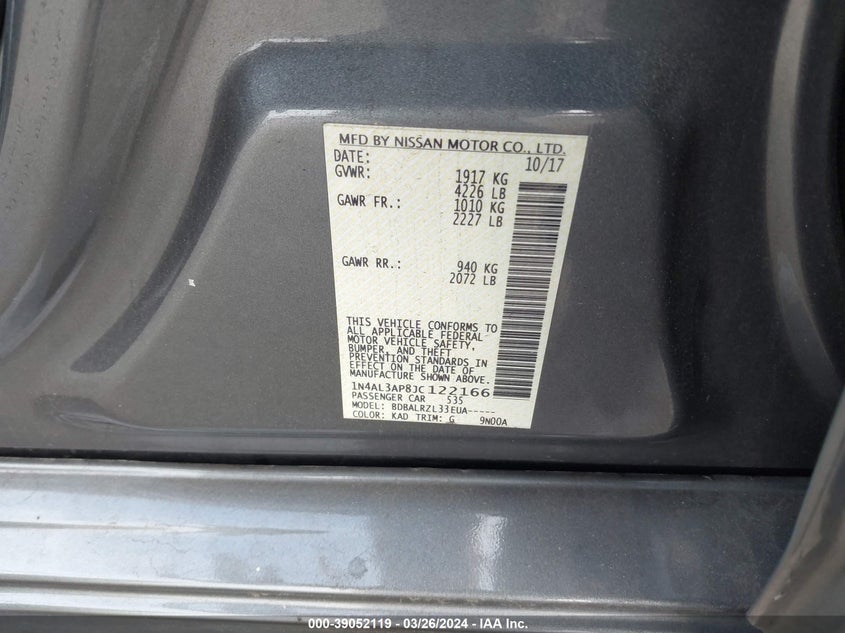 MFD BY NISSAN MOTOR CO., LTD.
DATE: 10/17
GVWR: 1917 KG
4226 LB
GAWR FR.: 1010 KG
2227 LB
GAWR RR.: 940 KG
2072 LB
THIS VEHICLE CONFORMS TO
ALL APPLICABLE FEDERAL
MOTOR VEHICLE SAFETY,
BUMPER, AND THEFT
PREVENTION STANDARDS IN
EFFECT ON THE DATE OF
MANUFACTURE SHOWN ABOVE.
1N4AL3AP8JC122166
PASSENGER CAR 535
MODEL: BDBALRZL33EUA-----
COLOR: KAD TRIM: G 9N00A
000-39052119 - 03/26/2024 - IAA Inc.